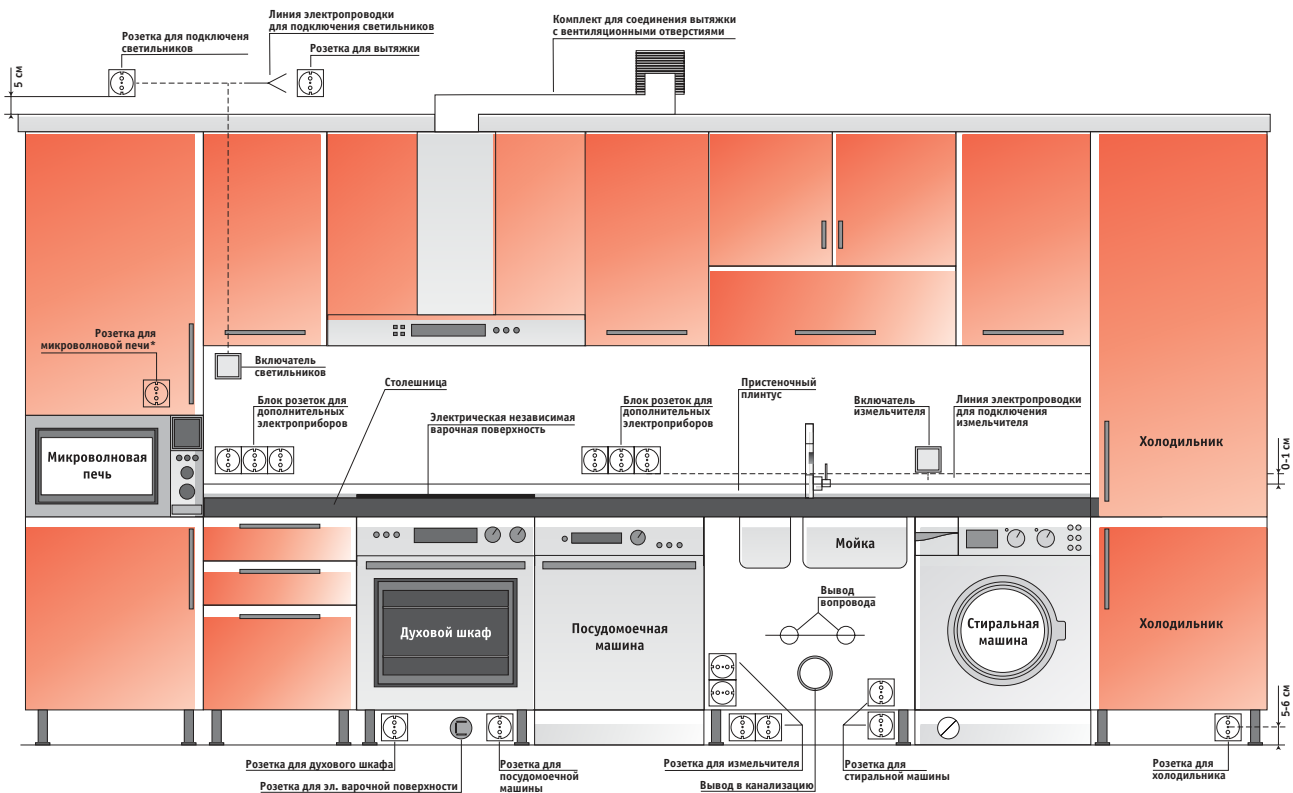 Линия электропроводки
для подключения светильников
Розетка для подключеня
светильников
Розетка для вытяжки
Комплект для соединения вытяжки
с вентиляционными отверстиями
5 см
Розетка для
микроволновой печи*
Включатель
светильников
Столешница
Пристеночный
плинтус
Блок розеток для
дополнительных
электроприборов
Электрическая независимая
варочная поверхность
Блок розеток для
дополнительных
электроприборов
Включатель
измельчителя
Линия электропроводки
для подключения
измельчителя
Холодильник
0-1 см
Микроволновая
печь
Мойка
Вывод
вопровода
Духовой шкаф
Посудомоечная
машина
Стиральная
машина
Холодильник
5-6 см
Розетка для духового шкафа
Розетка для эл. варочной поверхности
Розетка для
посудомоечной
машины
Розетка для измельчителя
Вывод в канализацию
Розетка для
стиральной машины
Розетка для
холодильника